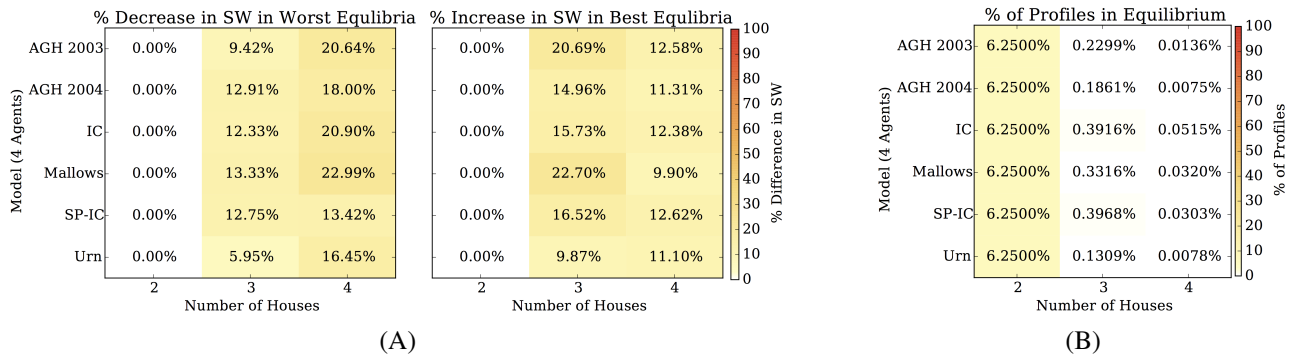 % Decrease in SW in Worst Equlibria
% Increase in SW in Best Equlibria
Model (4 Agents)
AGH 2003 0.00% 9.42% 20.64% 0.00% 20.69% 12.58%
AGH 2004 0.00% 12.91% 18.00% 0.00% 14.96% 11.31%
IC 0.00% 12.33% 20.90% 0.00% 15.73% 12.38%
Mallows 0.00% 13.33% 22.99% 0.00% 22.70% 9.90%
SP-IC 0.00% 12.75% 13.42% 0.00% 16.52% 12.62%
Urn 0.00% 5.95% 16.45% 0.00% 9.87% 11.10%
2 3 4 2 3 4
Number of Houses Number of Houses
100
90
80
70
60
50
40
30
20
10
0
% Difference in SW
(A)
% of Profiles in Equilibrium
Model (4 Agents)
AGH 2003 6.2500% 0.2299% 0.0136%
AGH 2004 6.2500% 0.1861% 0.0075%
IC 6.2500% 0.3916% 0.0515%
Mallows 6.2500% 0.3316% 0.0320%
SP-IC 6.2500% 0.3968% 0.0303%
Urn 6.2500% 0.1309% 0.0078%
2 3 4
Number of Houses
100
90
80
70
60
50
40
30
20
10
0
% of Profiles
(B)